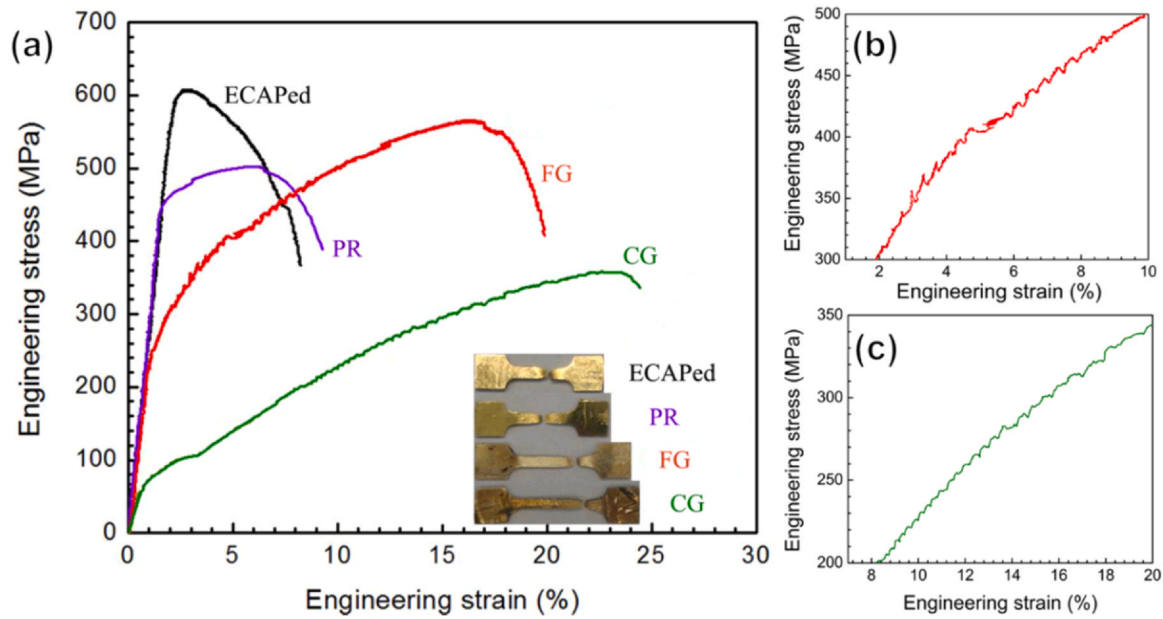 (a)
700
600
500
400
300
200
100
0
Engineering stress (MPa)
ECAPed
FG
PR
CG
ECAPed
PR
FG
CG
0 5 10 15 20 25 30
Engineering strain (%)
(b)
500
450
400
350
300
Engineering stress (MPa)
2 4 6 8 10
Engineering strain (%)
(c)
350
300
250
200
Engineering stress (MPa)
8 10 12 14 16 18 20
Engineering strain (%)